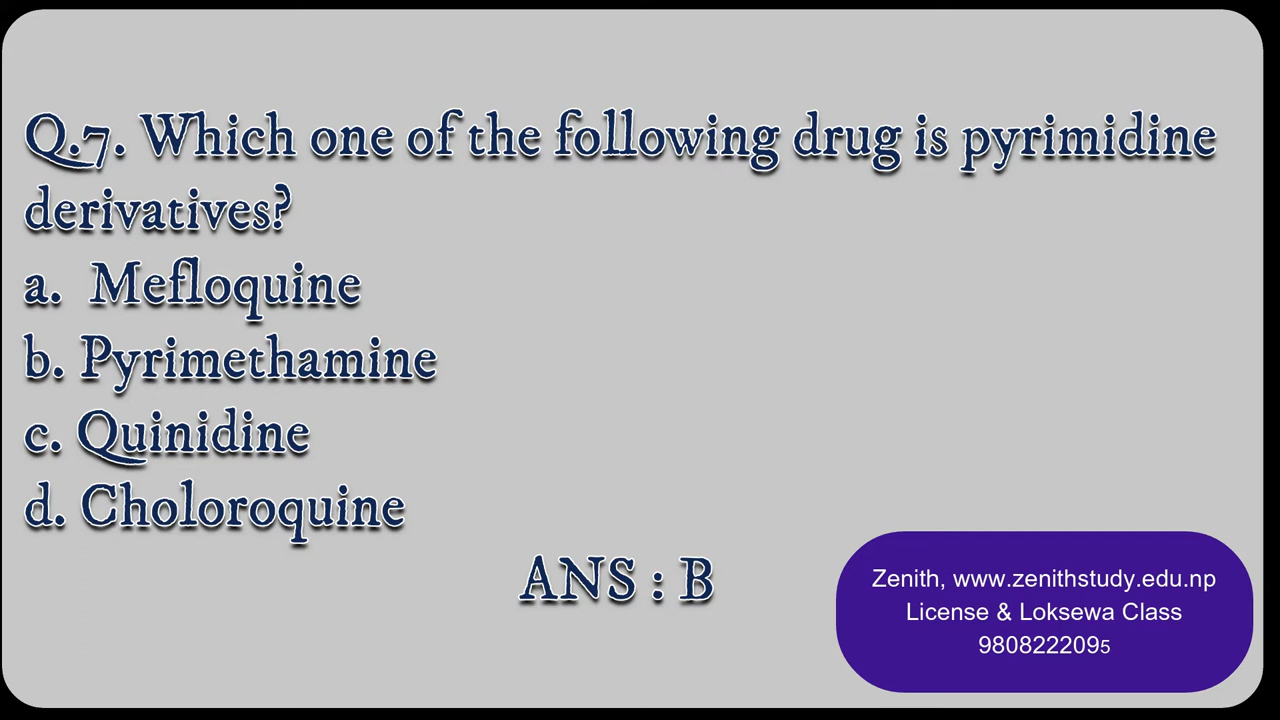 Q.7. Which one of the following drug is pyrimidine
derivatives?
a. Mefloquine
b. Pyrimethamine
c. Quinidine
d. Choloroquine
ANS : B
Zenith, www.zenithstudy.edu.np
License & Loksewa Class
9808222095